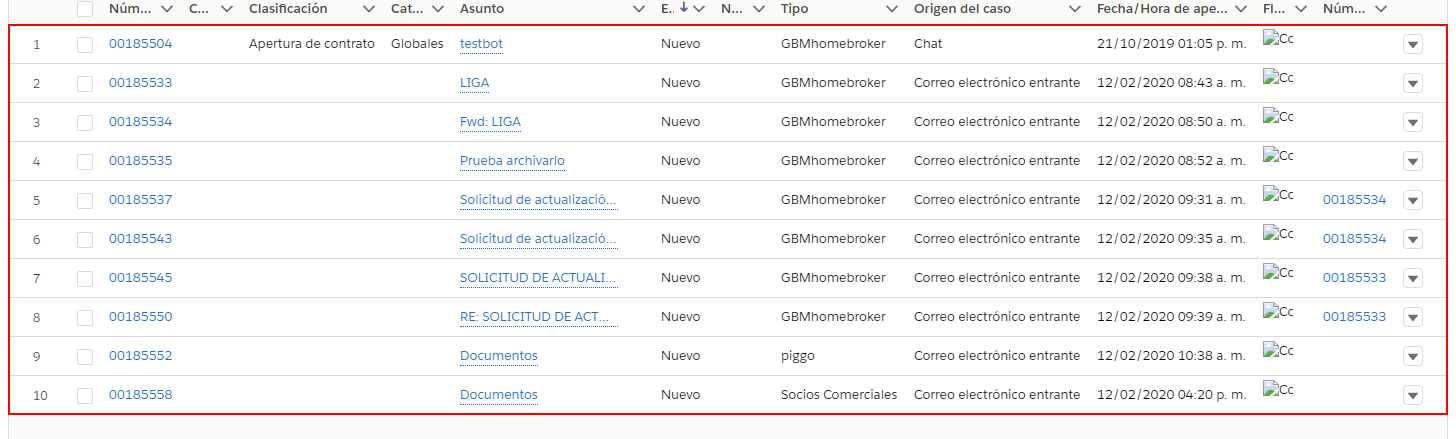 Núm... C... Clasificación Cat... Asunto E.. N... Tipo Origen del caso Fecha/Hora de ape... Fl... Núm...
1 00185504 Apertura de contrato Globales testbot Nuevo GBMhomebroker Chat 21/10/2019 01:05 p. m. Cc
2 00185533 LIGA Nuevo GBMhomebroker Correo electrónico entrante 12/02/2020 08:43 a. m. Cc
3 00185534 Fwd: LIGA Nuevo GBMhomebroker Correo electrónico entrante 12/02/2020 08:50 a. m. Cc
4 00185535 Prueba archivarlo Nuevo GBMhomebroker Correo electrónico entrante 12/02/2020 08:52 a. m. Cc
5 00185537 Solicitud de actualizació... Nuevo GBMhomebroker Correo electrónico entrante 12/02/2020 09:31 a. m. Cc 00185534
6 00185543 Solicitud de actualizació... Nuevo GBMhomebroker Correo electrónico entrante 12/02/2020 09:35 a. m. Cc 00185534
7 00185545 SOLICITUD DE ACTUALI... Nuevo GBMhomebroker Correo electrónico entrante 12/02/2020 09:38 a. m. Cc 00185533
8 00185550 RE: SOLICITUD DE ACT... Nuevo GBMhomebroker Correo electrónico entrante 12/02/2020 09:39 a. m. Cc 00185533
9 00185552 Documentos Nuevo piggo Correo electrónico entrante 12/02/2020 10:38 a. m. Cc
10 00185558 Documentos Nuevo Socios Comerciales Correo electrónico entrante 12/02/2020 04:20 p. m. Cc